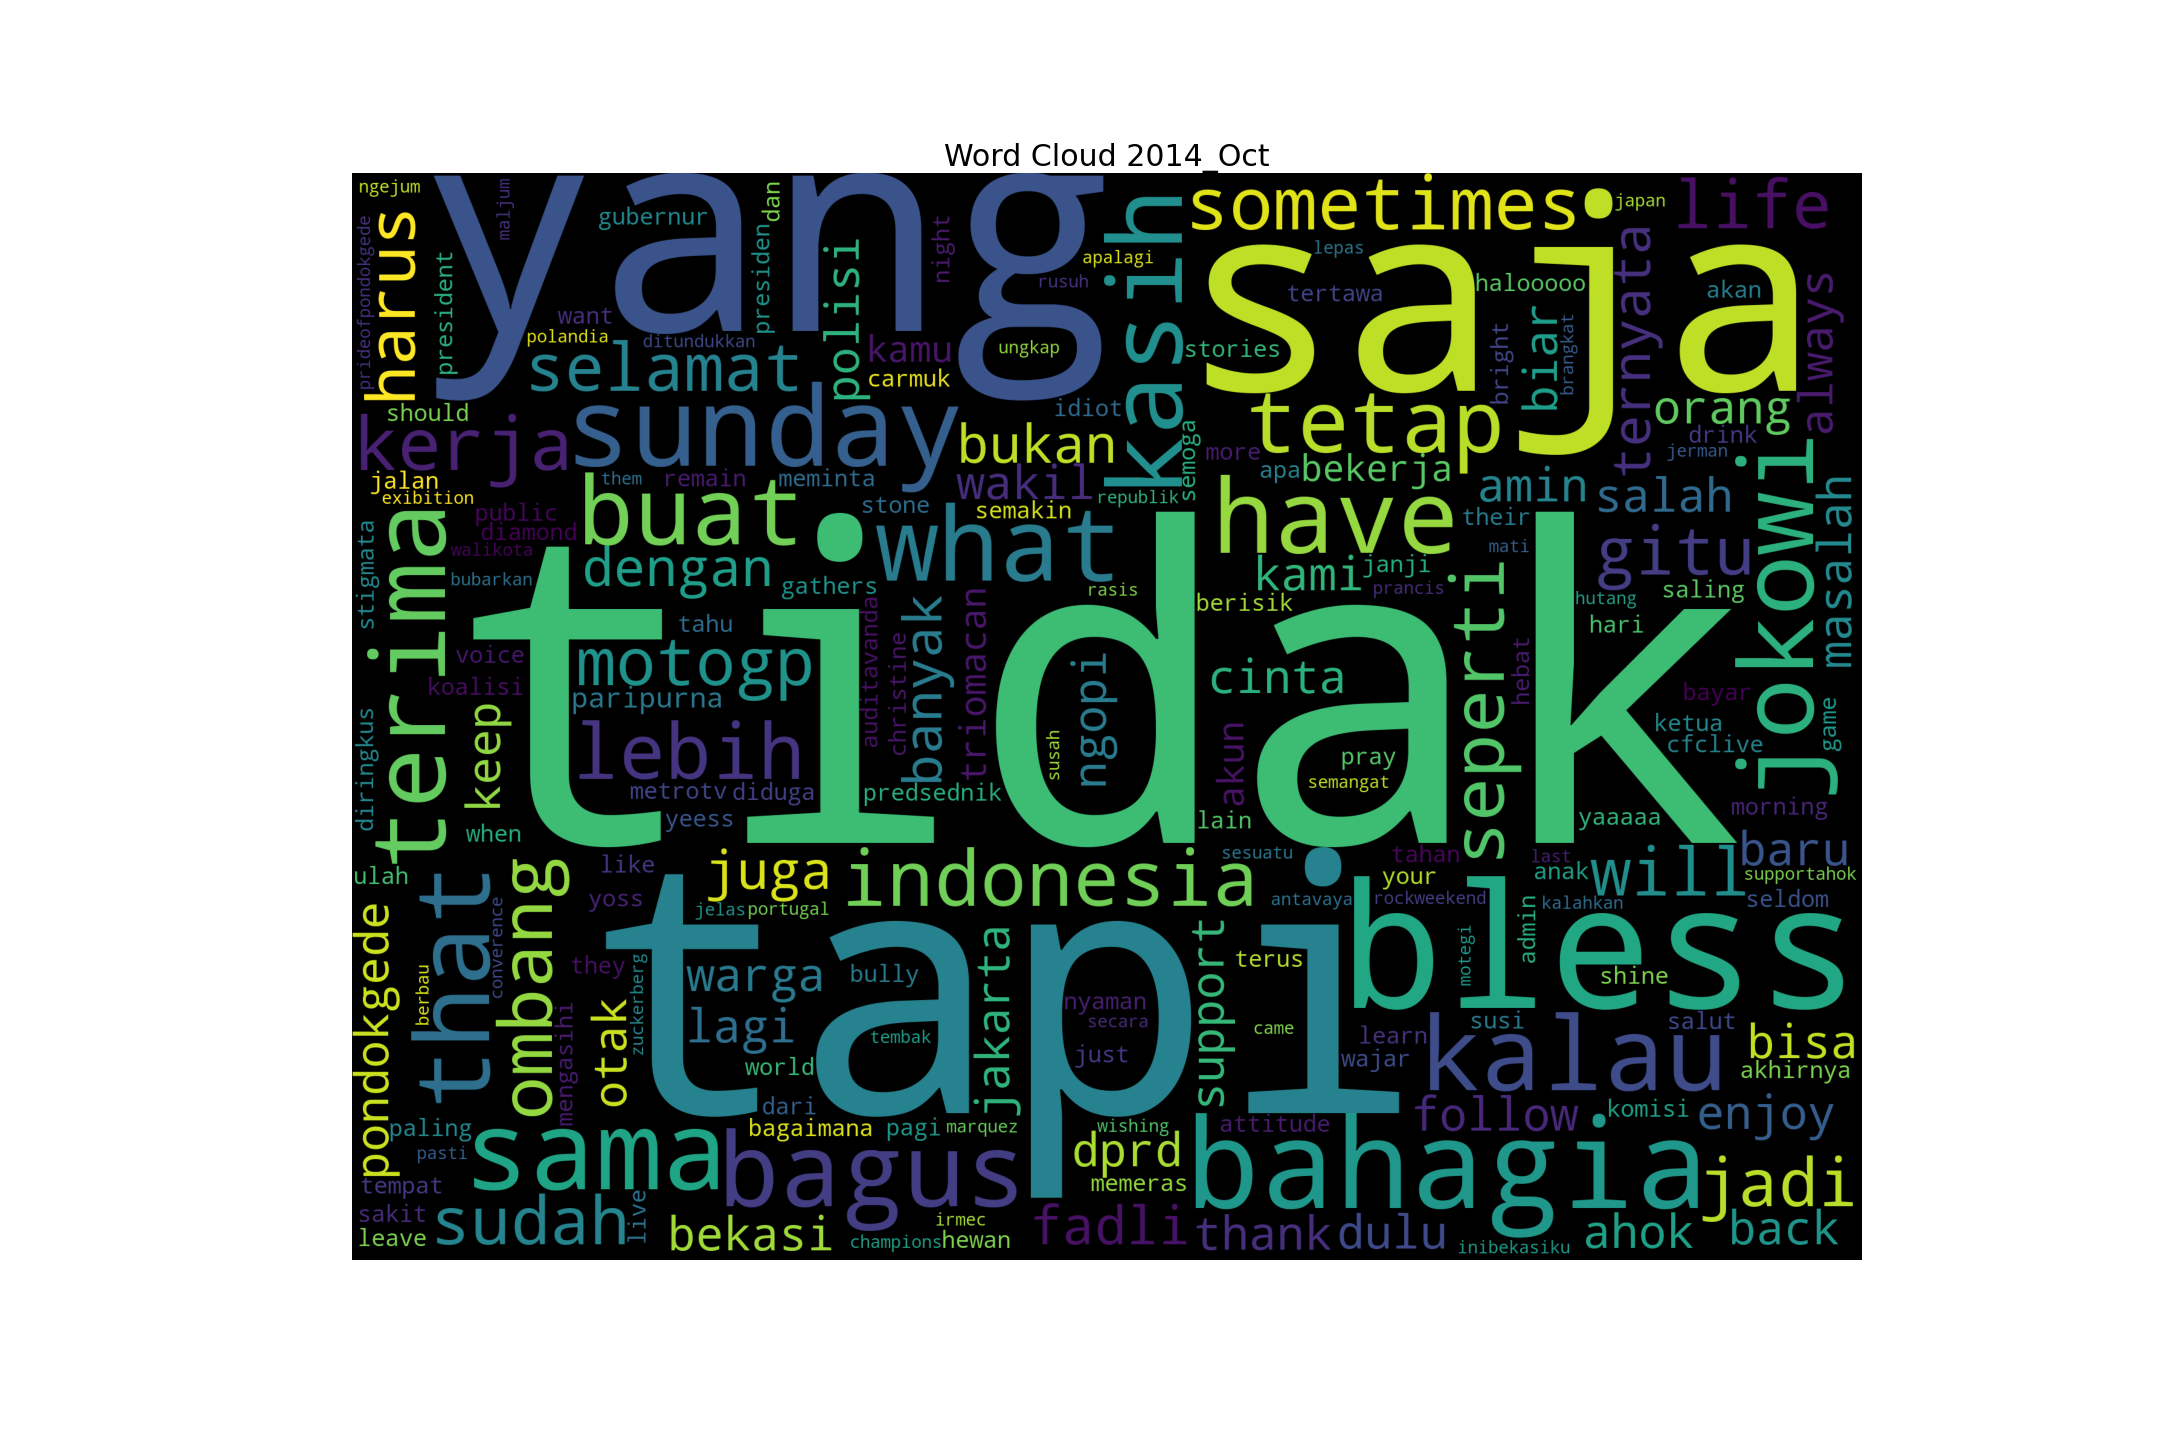 Word Cloud 2014_Oct
ngejum
maljum
yang
gubernur
dan
kasih
sometimes
japan
life
harus
prideofpondokgede
president
presiden
polisi
night
apalagi
rusuh
saja
lepas
tertawa
halooooo
ternyata
akan
always
want
polandia
ditundukkan
selamat
kamu
carmuk
ungkap
stories
bright
biar
brangkat
should
kerja
sunday
idiot
bukan
tetap
orang
drink
jerman
jalan
exibition
them
remain
meminta
wakil
republik
semoga
more
apa
bekerja
amin
salah
jokowi
masalah
terima
public
diamond
walikota
bubarkan
buat
stone
what
semakin
have
their
gitu
mati
stigmata
dengan
gathers
rasis
kami
janji
prancis
berisik
seperti
hutang
saling
hari
tidak
tahu
auditavanda
christine
banyak
triomacan
ngopi
cinta
hebat
voice
koalisi
motogp
paripurna
bayar
ketua
cfclive
game
diringkus
keep
lebih
metrotv
diduga
predsednik
susah
akun
pray
semangat
morning
when
yeess
lain
yaaaaa
ulah
like
juga
indonesia
sesuatu
tahan
your
last
anak
will
baru
supportahok
pondokgede
that
converence
ombang
yoss
jelas
portugal
antavaya
rockweekend
kalahkan
seldom
tapi
bless
berbau
they
zuckerberg
warga
bully
jakarta
support
terus
motegi
admin
shine
mengasihi
otak
lagi
tembak
nyaman
secara
came
susi
salut
world
just
wajar
learn
kalau
bisa
akhirnya
dari
bagaimana
pagi
marquez
wishing
attitude
follow
komisi
enjoy
paling
pasti
sama
bagus
dprd
memeras
bahagia
jadi
tempat
sakit
leave
sudah
live
bekasi
irmec
champions
hewan
fadli
thank
dulu
inibekasiku
ahok
back